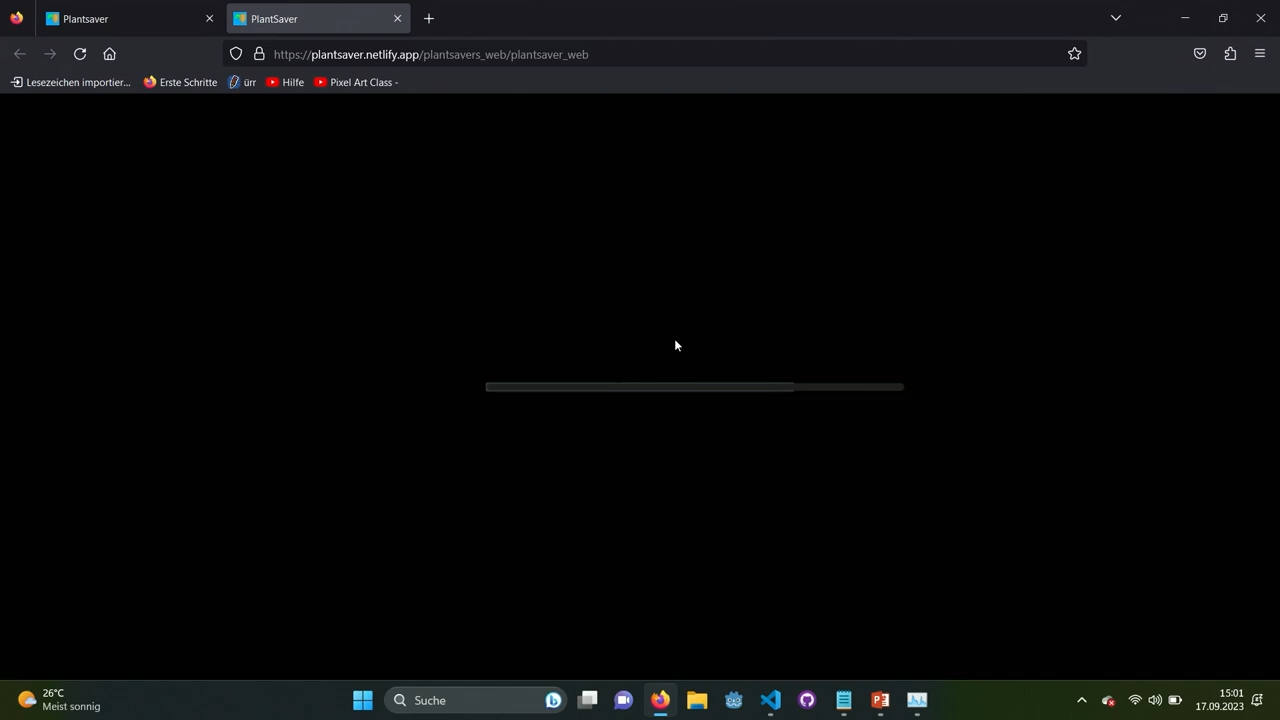 Plantsaver
PlantSaver
https://plantsaver.netlify.app/plantsavers_web/plantsaver_web
Lesezeichen importier...
Erste Schritte
ürr
Hilfe
Pixel Art Class -
26°C
Meist sonnig
Suche
15:01
17.09.2023